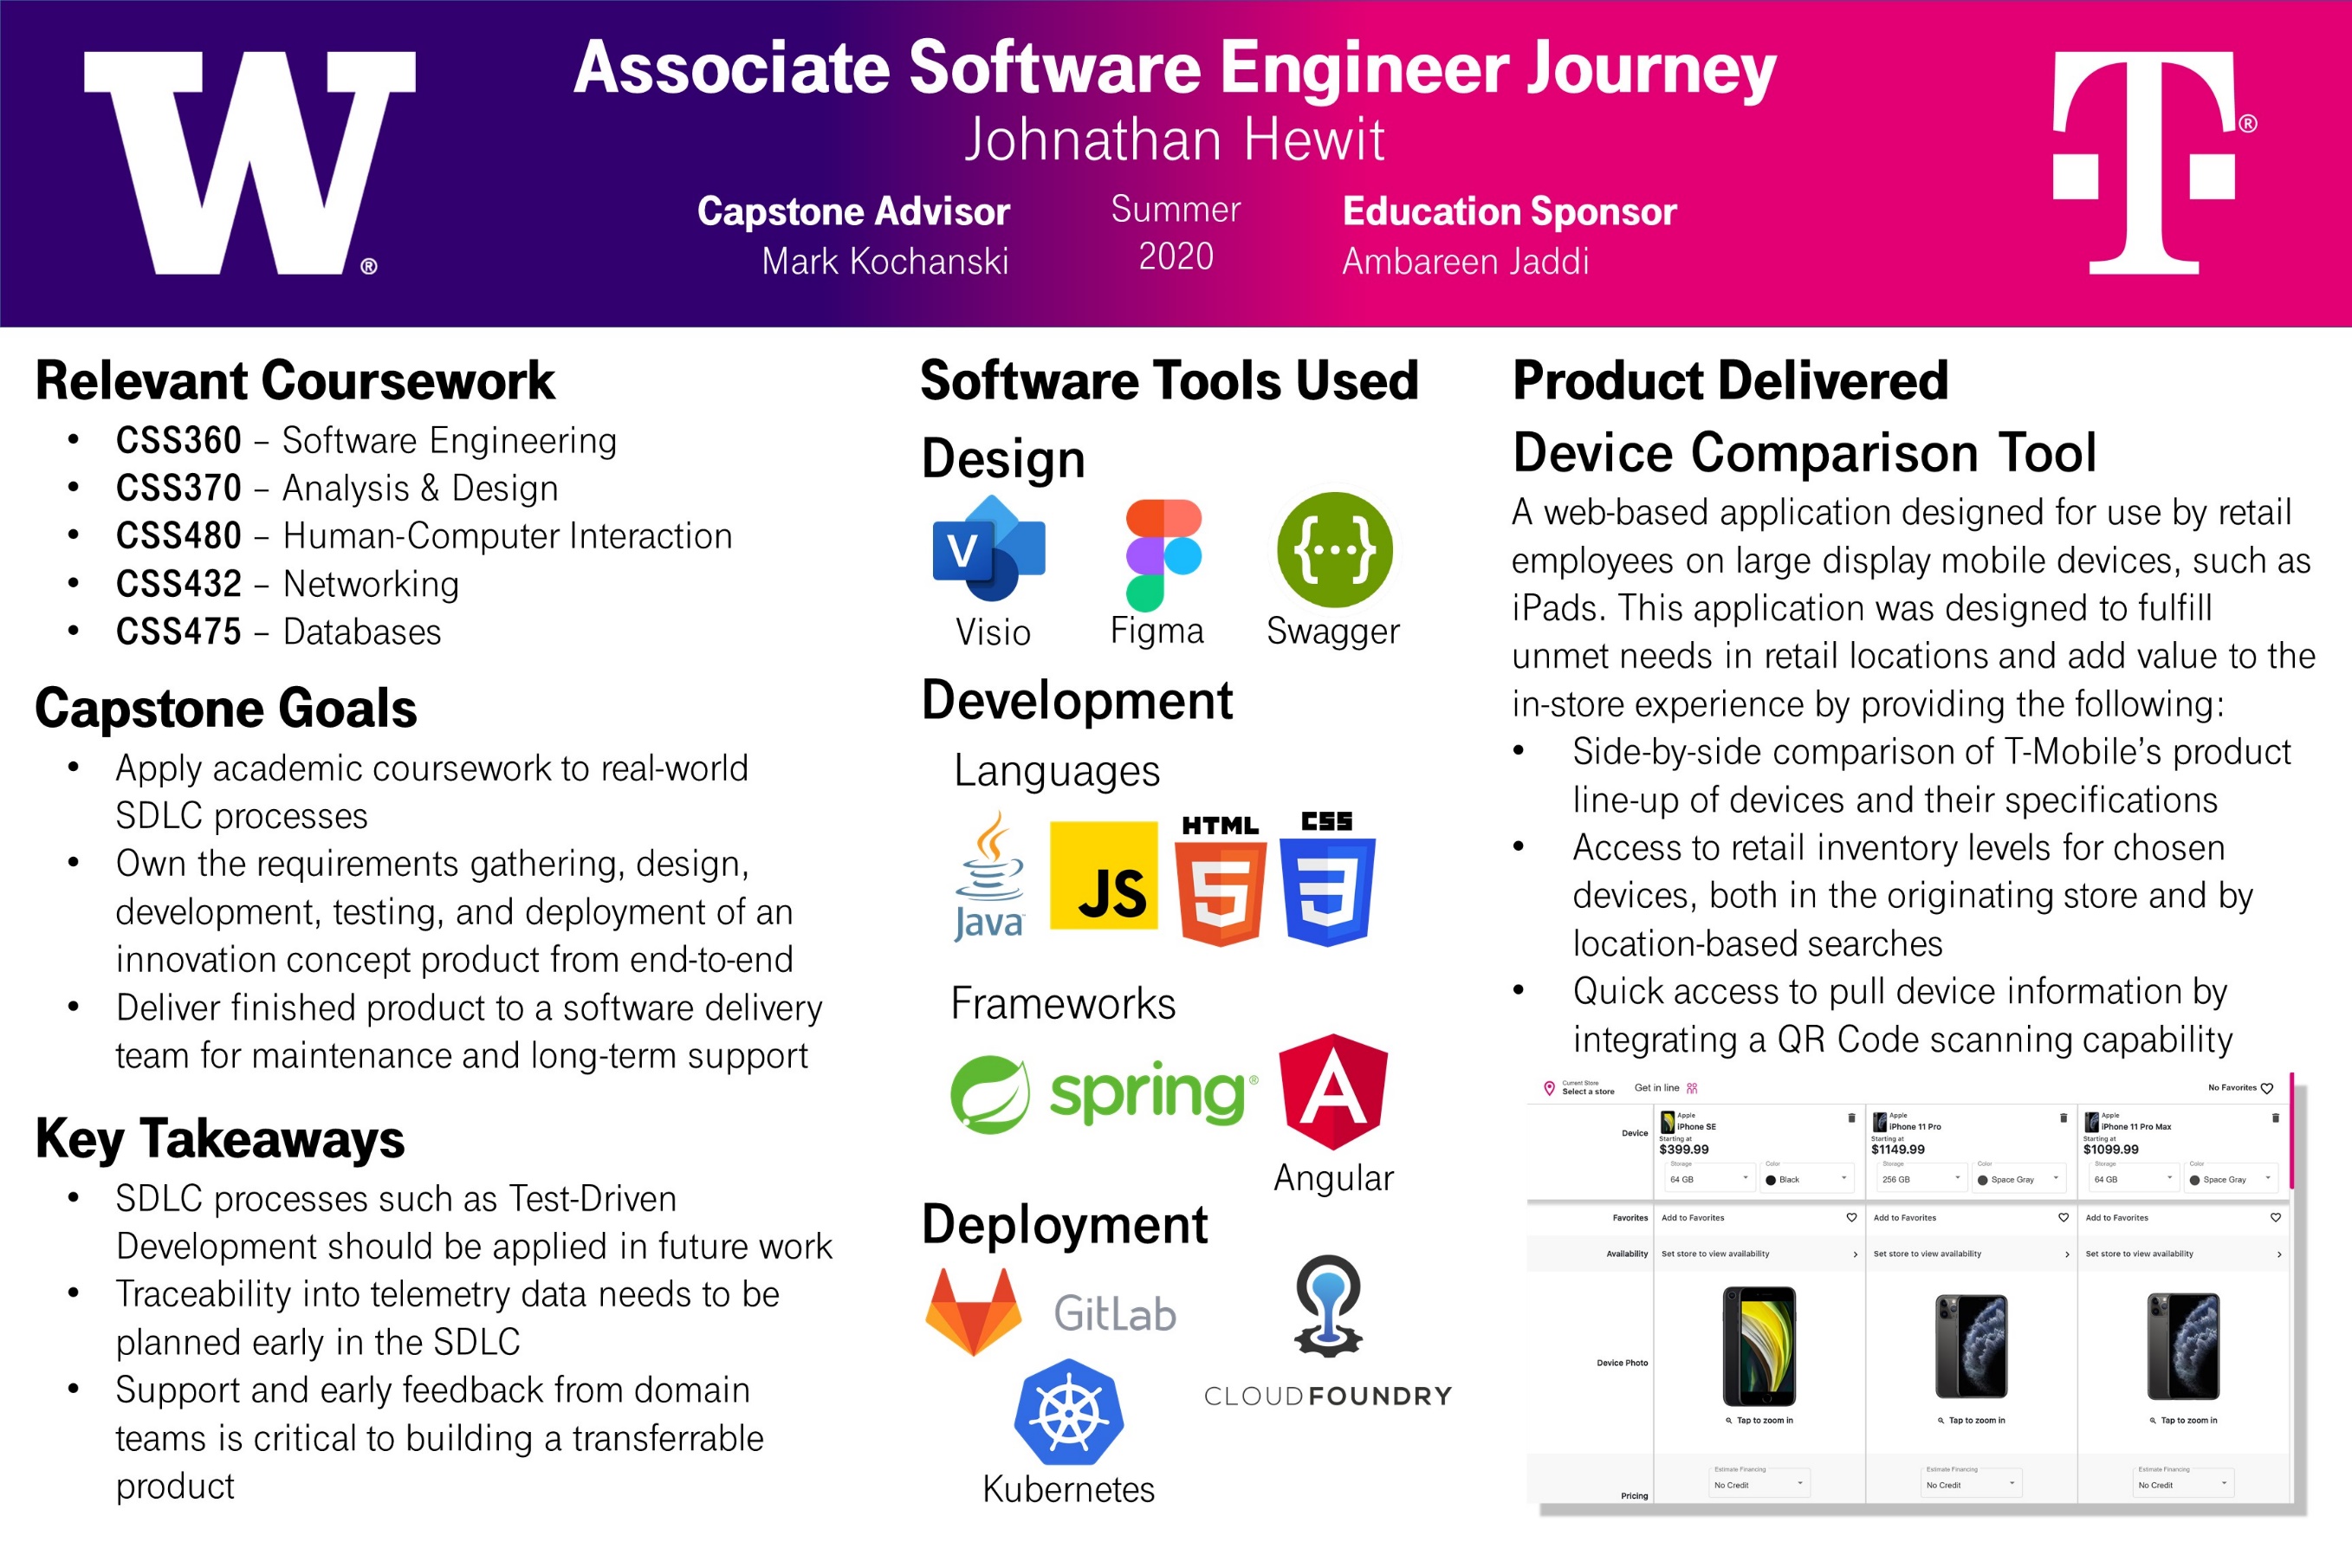 W®
Associate Software Engineer Journey
Johnathan Hewit
Capstone Advisor
Mark Kochanski
Summer
2020
Education Sponsor
Ambareen Jaddi
T®
Relevant Coursework
• CSS360 – Software Engineering
• CSS370 – Analysis & Design
• CSS480 – Human-Computer Interaction
• CSS432 – Networking
• CSS475 – Databases
Capstone Goals
• Apply academic coursework to real-world
SDLC processes
• Own the requirements gathering, design,
development, testing, and deployment of an
innovation concept product from end-to-end
• Deliver finished product to a software delivery
team for maintenance and long-term support
Key Takeaways
• SDLC processes such as Test-Driven
Development should be applied in future work
• Traceability into telemetry data needs to be
planned early in the SDLC
• Support and early feedback from domain
teams is critical to building a transferrable
product
Software Tools Used
Design
V
{...}
Visio Figma Swagger
Development
Languages
Java
JS
HTML
5
CSS
3
Frameworks
spring®
A
Angular
Deployment
GitLab
CLOUDFOUNDRY
Kubernetes
Product Delivered
Device Comparison Tool
A web-based application designed for use by retail
employees on large display mobile devices, such as
iPads. This application was designed to fulfill
unmet needs in retail locations and add value to the
in-store experience by providing the following:
• Side-by-side comparison of T-Mobile’s product
line-up of devices and their specifications
• Access to retail inventory levels for chosen
devices, both in the originating store and by
location-based searches
• Quick access to pull device information by
integrating a QR Code scanning capability
Current Store
Select a store
Get in line
No Favorites
Device
Apple
iPhone SE
Starting at
$399.99
Storage
64 GB
Color
Black
Apple
iPhone 11 Pro
Starting at
$1149.99
Storage
256 GB
Color
Space Gray
Apple
iPhone 11 Pro Max
Starting at
$1099.99
Storage
64 GB
Color
Space Gray
Favorites Add to Favorites Add to Favorites Add to Favorites
Availability Set store to view availability Set store to view availability Set store to view availability
Device Photo
Tap to zoom in Tap to zoom in Tap to zoom in
Pricing
Estimate Financing Estimate Financing Estimate Financing
No Credit No Credit No Credit